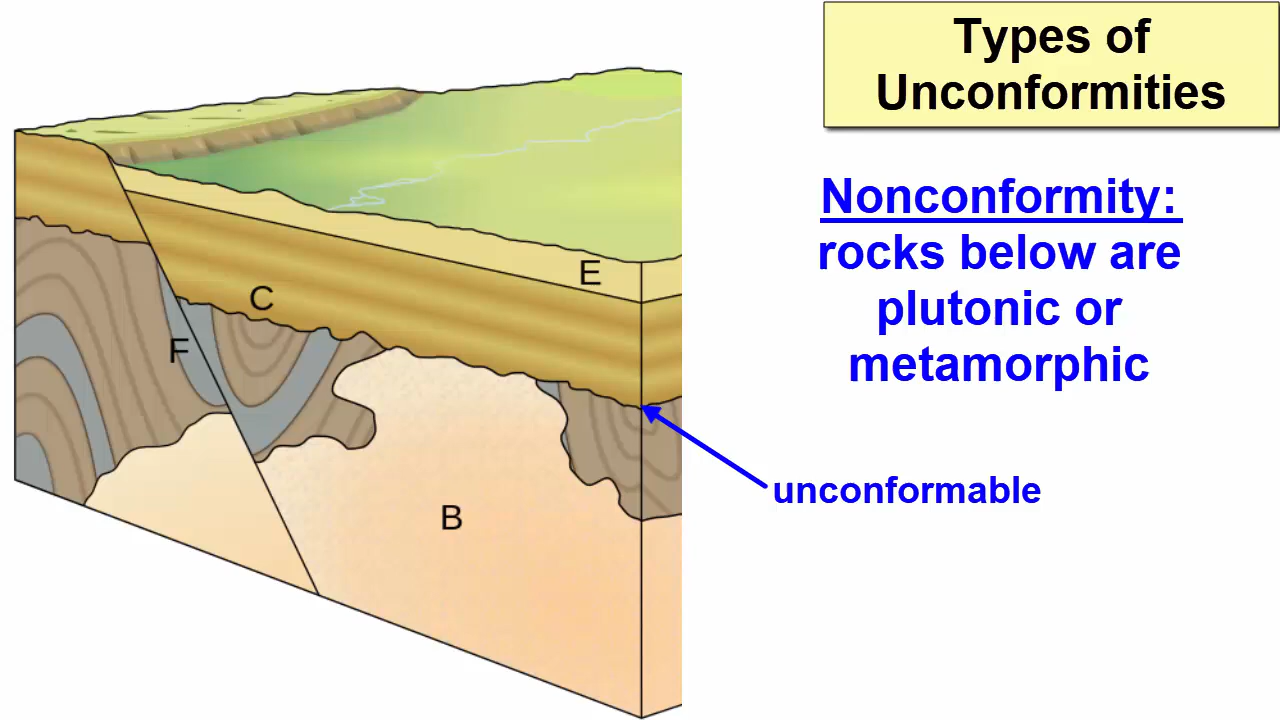 Types of
Unconformities
Nonconformity:
rocks below are
plutonic or
metamorphic
E
C
F
unconformable
B